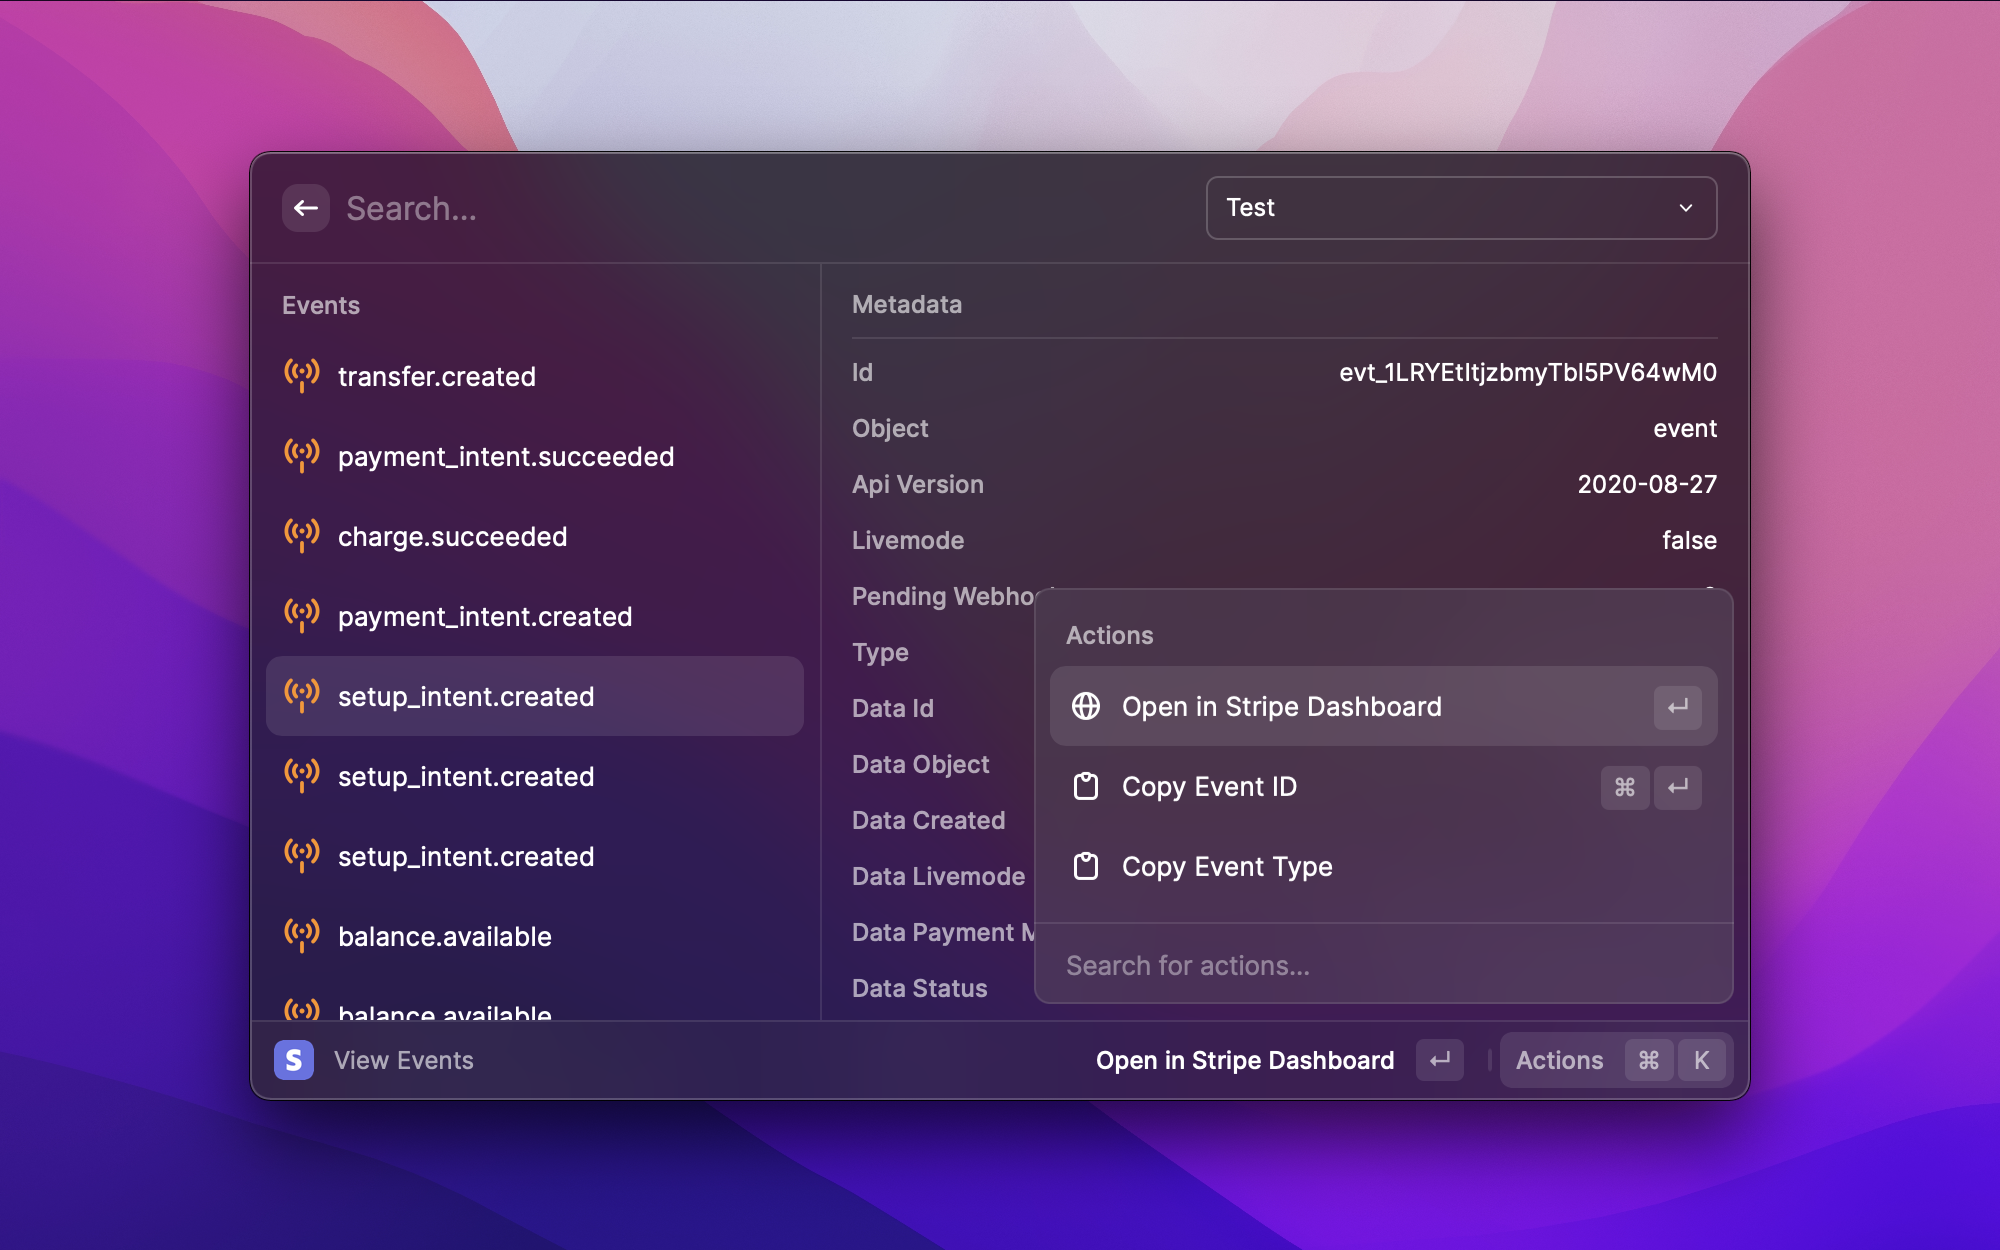 Search...
Test
Events
transfer.created
payment_intent.succeeded
charge.succeeded
payment_intent.created
setup_intent.created
setup_intent.created
setup_intent.created
balance.available
balance.available
Metadata
Id evt_1LRYEtItjzbmyTbI5PV64wM0
Object event
Api Version 2020-08-27
Livemode false
Pending
Type
Data Id
Data Object
Data Created
Data Livemode
Data Payment
Data Status
Actions
Open in Stripe Dashboard ↵
Copy Event ID ⌘ ↵
Copy Event Type
Search for actions...
S View Events
Open in Stripe Dashboard ↵ Actions ⌘ K